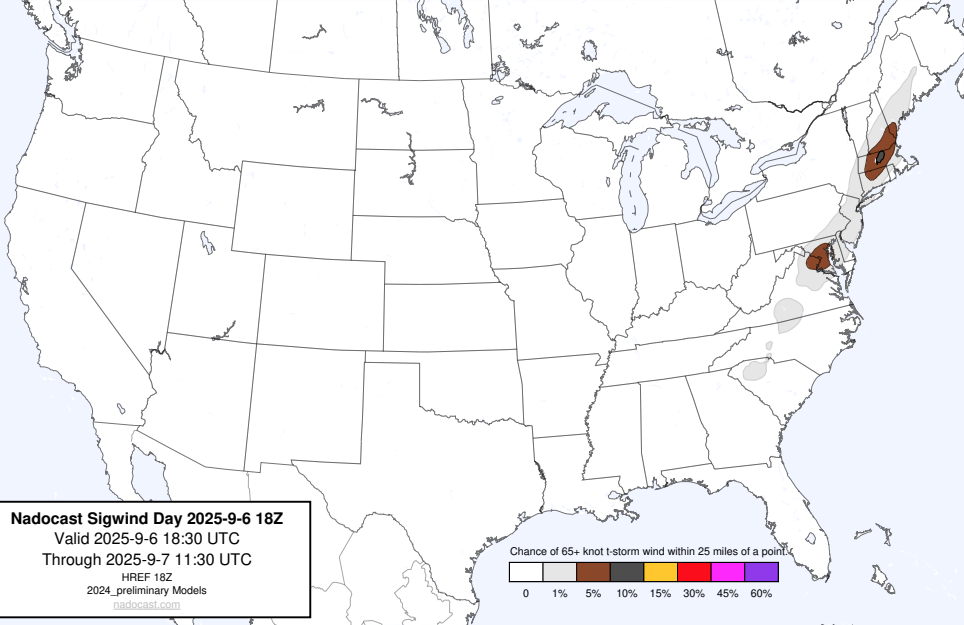 Nadocast Sigwind Day 2025-9-6 18Z
Valid 2025-9-6 18:30 UTC
Through 2025-9-7 11:30 UTC
HREF 18Z
2024_preliminary Models
nadocast.com
Chance of 65+ knot t-storm wind within 25 miles of a point.
0 1% 5% 10% 15% 30% 45% 60%